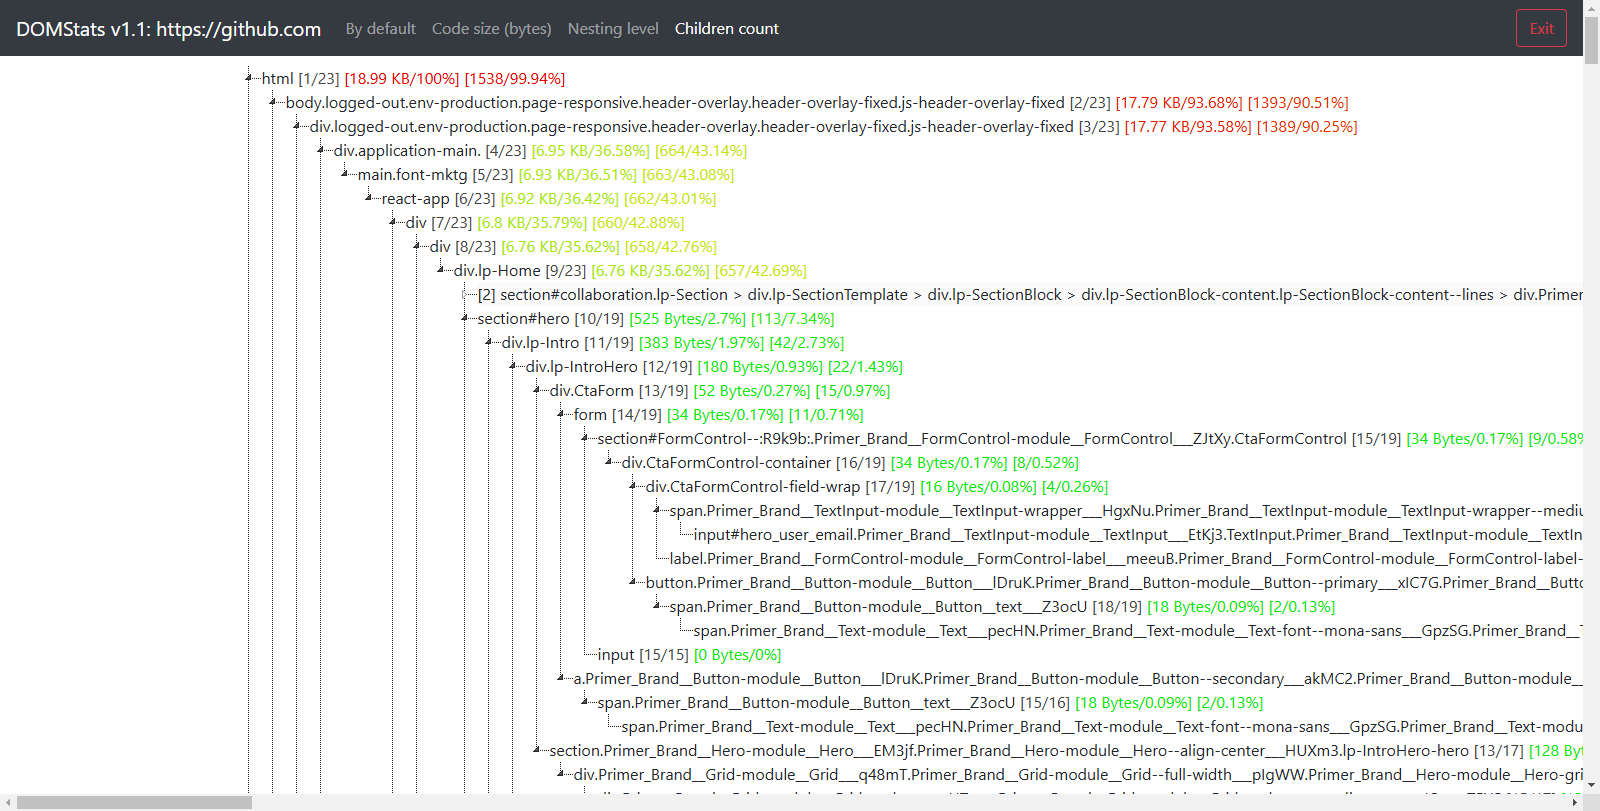 DOMStats v1.1: https://github.com By default Code size (bytes) Nesting level Children count Exit
html [1/23] [18.99 KB/100%] [1538/99.94%]
body.logged-out.env-production.page-responsive.header-overlay.header-overlay-fixed.js-header-overlay-fixed [2/23] [17.79 KB/93.68%] [1393/90.51%]
div.logged-out.env-production.page-responsive.header-overlay.header-overlay-fixed.js-header-overlay-fixed [3/23] [17.77 KB/93.58%] [1389/90.25%]
div.application-main. [4/23] [6.95 KB/36.58%] [664/43.14%]
main.font-mktg [5/23] [6.93 KB/36.51%] [663/43.08%]
react-app [6/23] [6.92 KB/36.42%] [662/43.01%]
div [7/23] [6.8 KB/35.79%] [660/42.88%]
div [8/23] [6.76 KB/35.62%] [658/42.76%]
div.lp-Home [9/23] [6.76 KB/35.62%] [657/42.69%]
[2] section#collaboration.lp-Section > div.lp-SectionTemplate > div.lp-SectionBlock > div.lp-SectionBlock-content.lp-SectionBlock-content--lines > div.Primer
section#hero [10/19] [525 Bytes/2.7%] [113/7.34%]
div.lp-Intro [11/19] [383 Bytes/1.97%] [42/2.73%]
div.lp-IntroHero [12/19] [180 Bytes/0.93%] [22/1.43%]
div.CtaForm [13/19] [52 Bytes/0.27%] [15/0.97%]
form [14/19] [34 Bytes/0.17%] [11/0.71%]
section#FormControl--:R9k9b:.Primer_Brand__FormControl-module__FormControl___ZJtXy.CtaFormControl [15/19] [34 Bytes/0.17%] [9/0.58%
div.CtaFormControl-container [16/19] [34 Bytes/0.17%] [8/0.52%]
div.CtaFormControl-field-wrap [17/19] [16 Bytes/0.08%] [4/0.26%]
span.Primer_Brand__TextInput-module__TextInput-wrapper___HgxNu.Primer_Brand__TextInput-module__TextInput-wrapper--mediu
input#hero_user_email.Primer_Brand__TextInput-module__TextInput___EtKj3.TextInput.Primer_Brand__TextInput-module__TextIn
label.Primer_Brand__FormControl-module__FormControl-label___meeuB.Primer_Brand__FormControl-module__FormControl-label-
button.Primer_Brand__Button-module__Button___lDruK.Primer_Brand__Button-module__Button--primary___xIC7G.Primer_Brand__Butto
span.Primer_Brand__Button-module__Button__text___Z3ocU [18/19] [18 Bytes/0.09%] [2/0.13%]
span.Primer_Brand__Text-module__Text___pecHN.Primer_Brand__Text-module__Text-font--mona-sans___GpzSG.Primer_Brand__T
input [15/15] [0 Bytes/0%]
a.Primer_Brand__Button-module__Button___lDruK.Primer_Brand__Button-module__Button--secondary___akMC2.Primer_Brand__Button-module__
span.Primer_Brand__Button-module__Button__text___Z3ocU [15/16] [18 Bytes/0.09%] [2/0.13%]
span.Primer_Brand__Text-module__Text___pecHN.Primer_Brand__Text-module__Text-font--mona-sans___GpzSG.Primer_Brand__Text-modu
section.Primer_Brand__Hero-module__Hero___EM3jf.Primer_Brand__Hero-module__Hero--align-center___HUXm3.lp-IntroHero-hero [13/17] [128 Byt
div.Primer_Brand__Grid-module__Grid___q48mT.Primer_Brand__Grid-module__Grid--full-width___pIgWW.Primer_Brand__Hero-module__Hero-gri